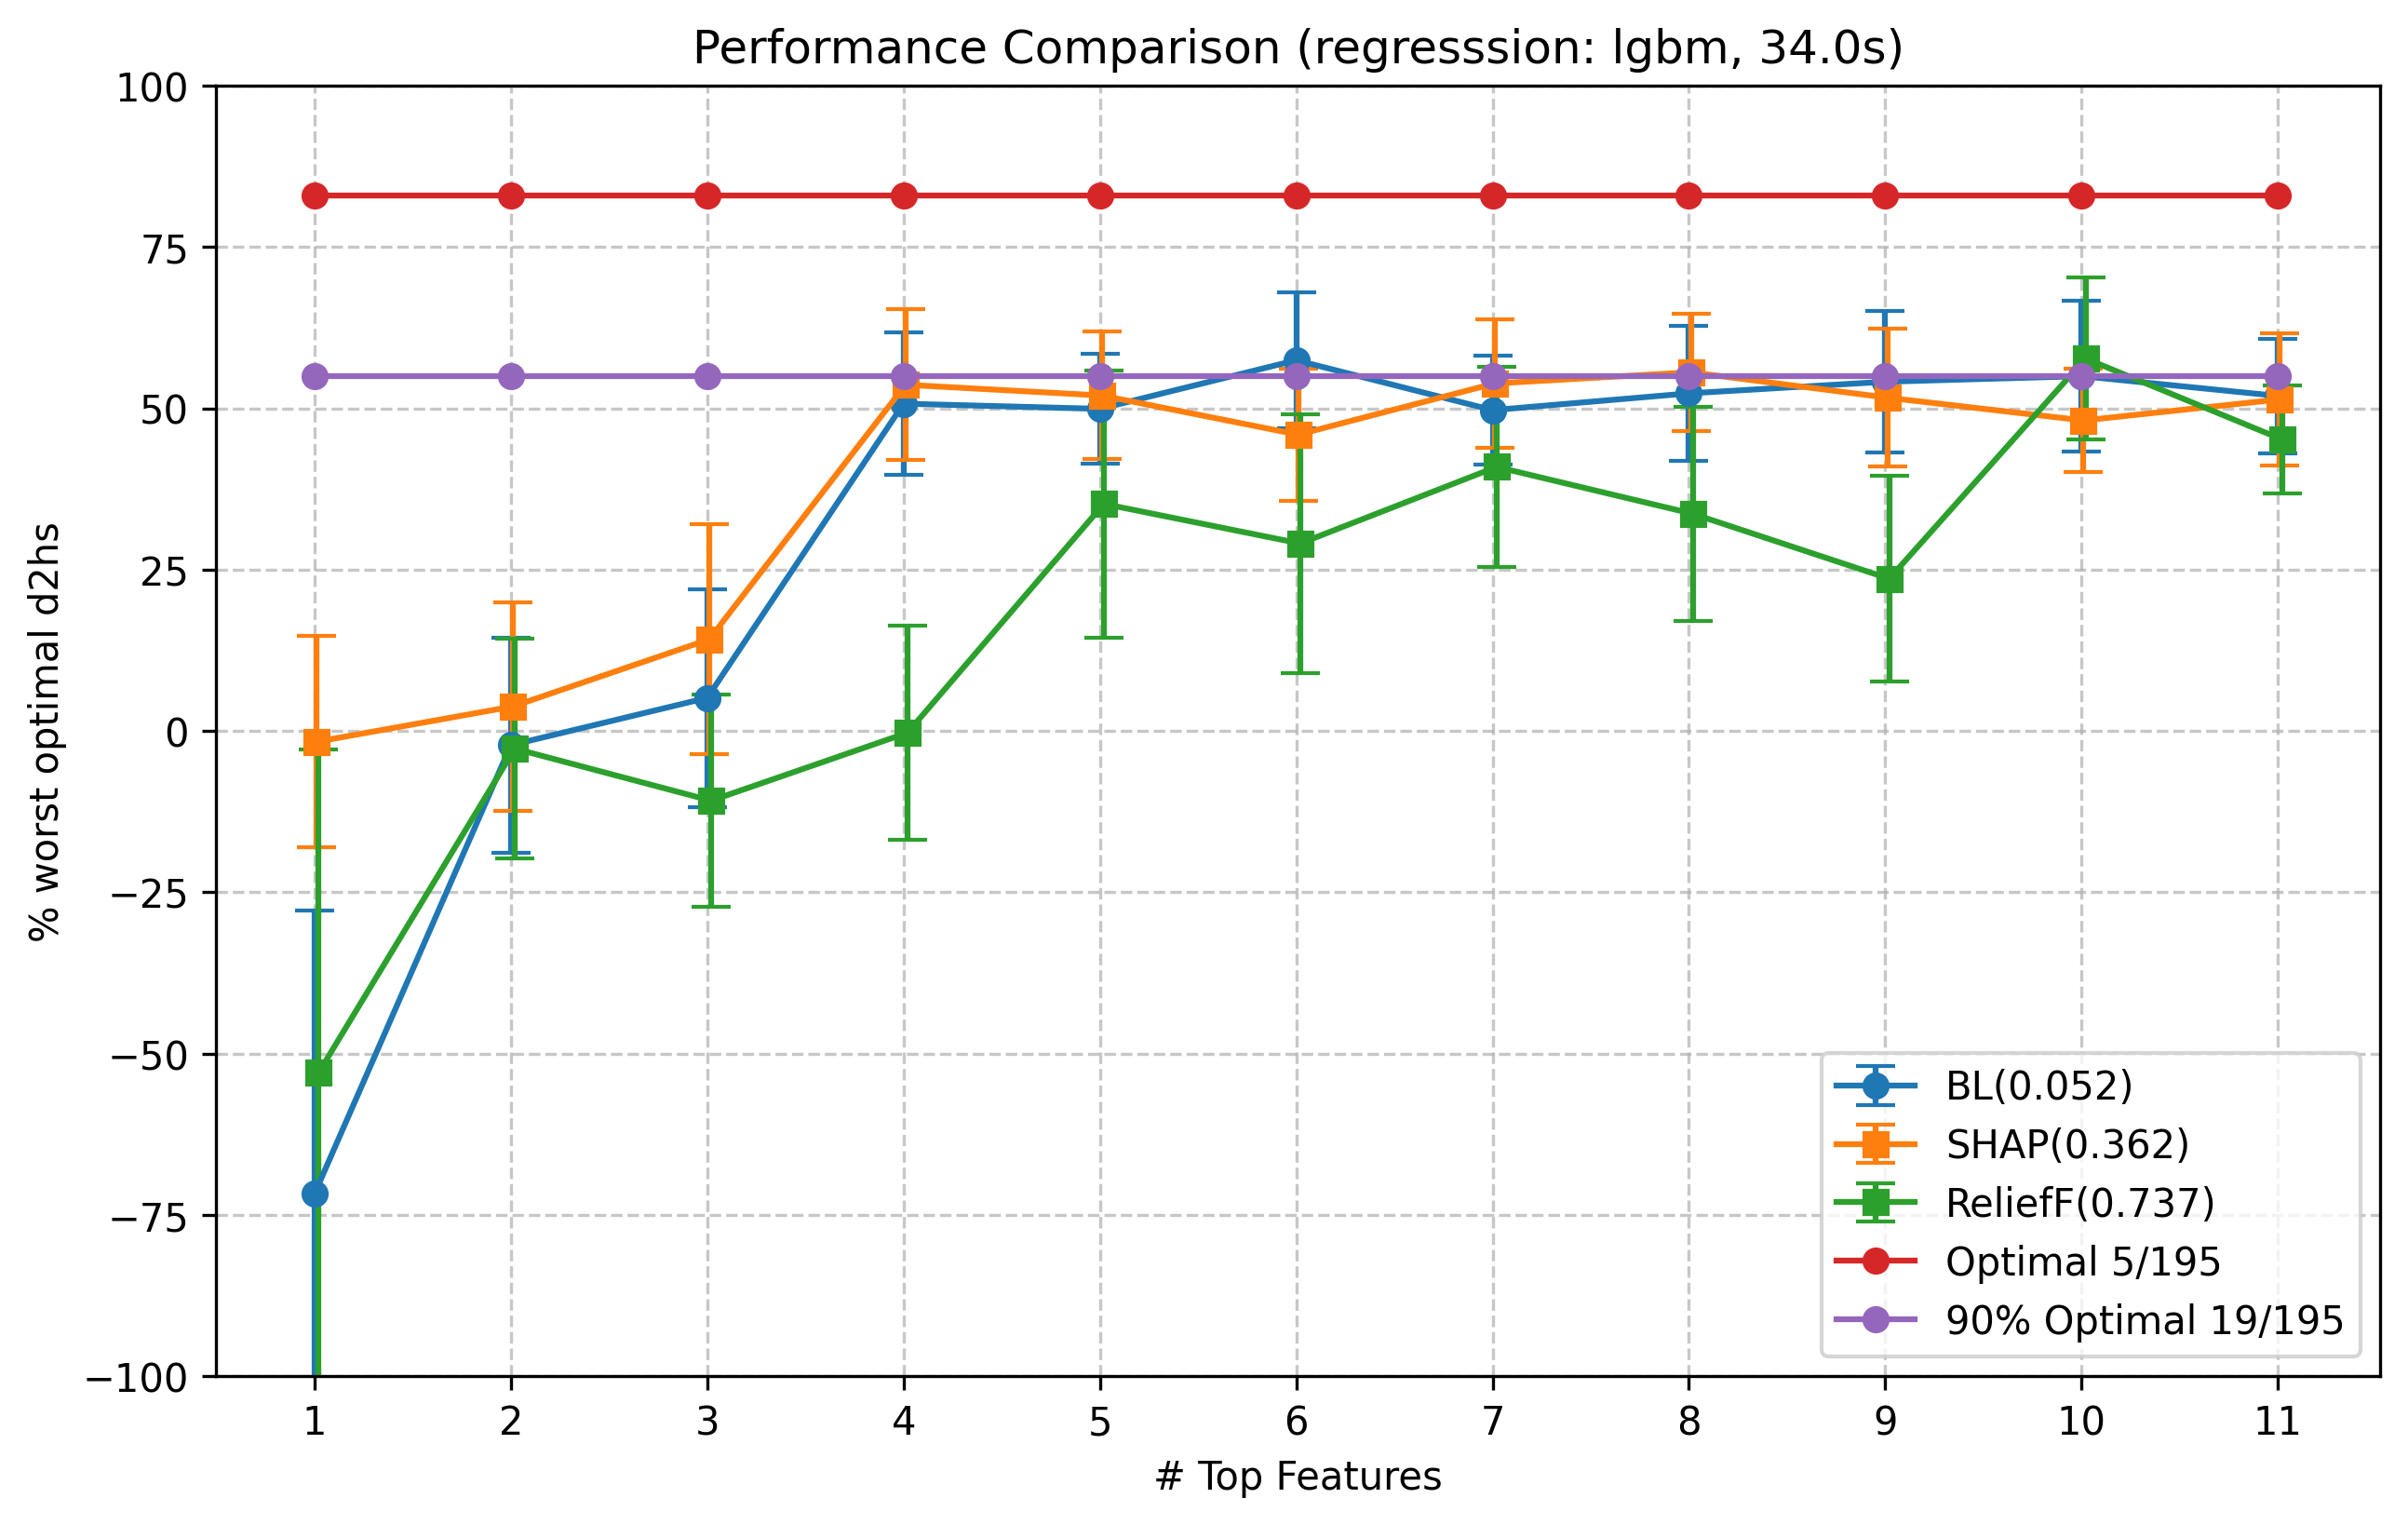 Performance Comparison (regresssion: lgbm, 34.0s)
% worst optimal d2hs
100
75
50
25
0
−25
−50
−75
−100
1 2 3 4 5 6 7 8 9 10 11
# Top Features
BL(0.052)
SHAP(0.362)
ReliefF(0.737)
Optimal 5/195
90% Optimal 19/195